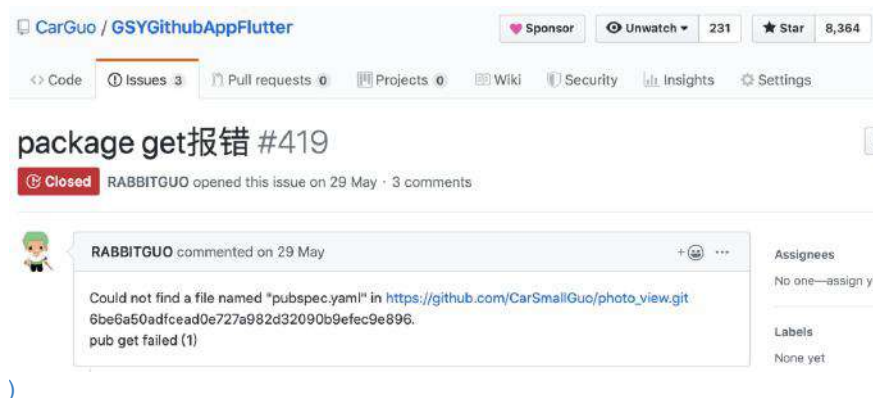 CarGuo / GSYGithubAppFlutter
Sponsor
Unwatch 231
Star 8,364
<> Code
Issues 3
Pull requests 0
Projects 0
Wiki
Security
Insights
Settings
package get报错 #419
Closed RABBITGUO opened this issue on 29 May · 3 comments
RABBITGUO commented on 29 May
Could not find a file named "pubspec.yaml" in https://github.com/CarSmallGuo/photo_view.git
6be6a50adfcead0e727a982d32090b9efec9e896.
pub get failed (1)
Assignees
No one—assign y
Labels
None yet
)